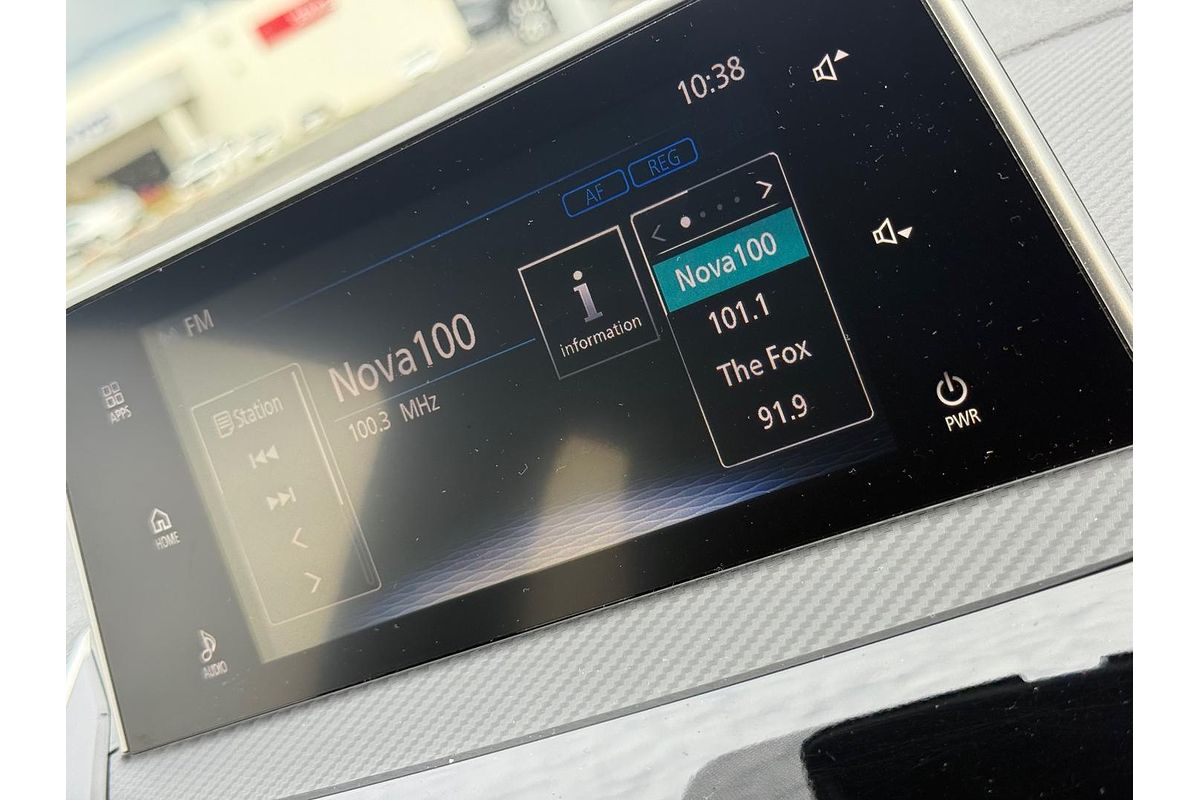 10:38
AF REG
FM
Nova100
100.3 MHz
information
Nova100
101.1
The Fox
91.9
Station
APPS
HOME
AUDIO
PWR